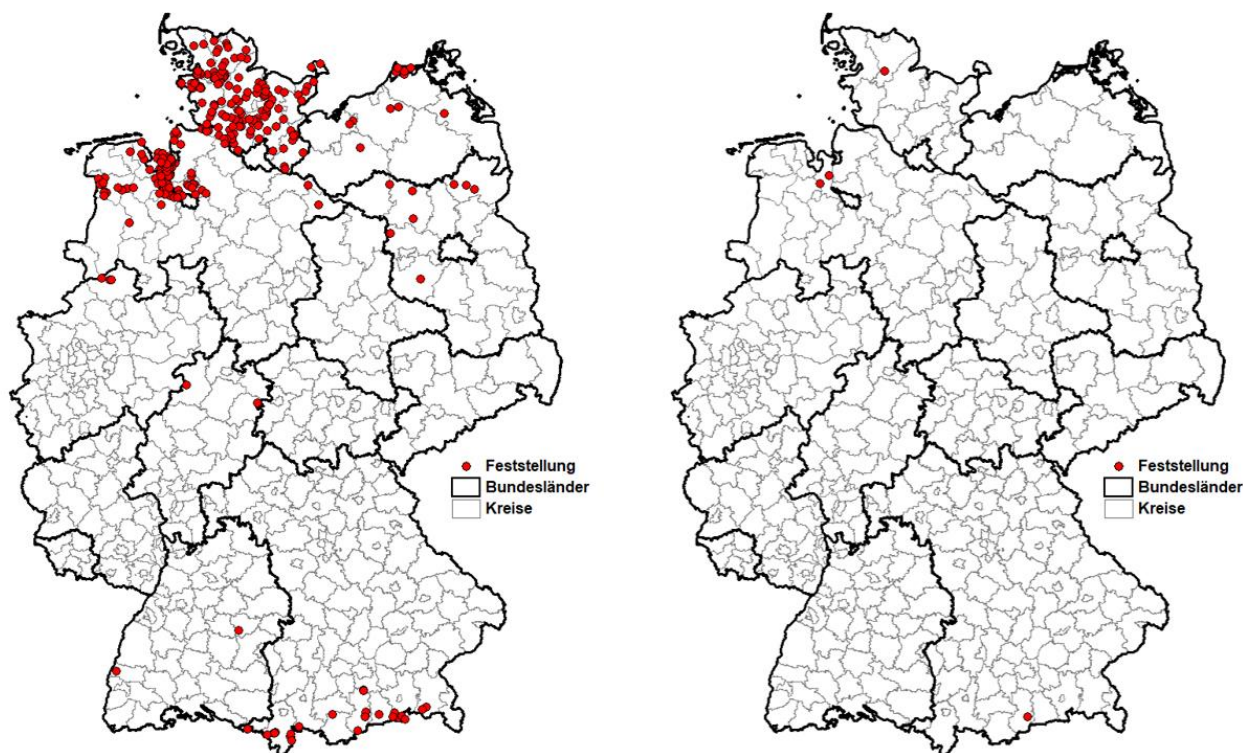 Feststellung
Bundesländer
Kreise
Feststellung
Bundesländer
Kreise